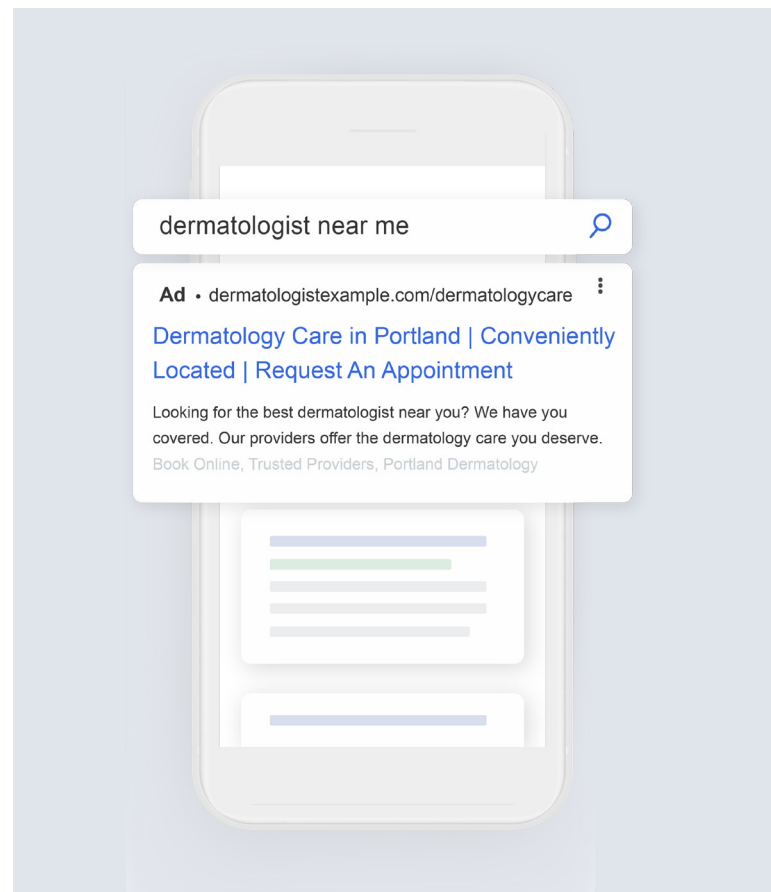 dermatologist near me
Ad • dermatologistexample.com/dermatologycare
Dermatology Care in Portland | Conveniently
Located | Request An Appointment
Looking for the best dermatologist near you? We have you
covered. Our providers offer the dermatology care you deserve.
Book Online, Trusted Providers, Portland Dermatology